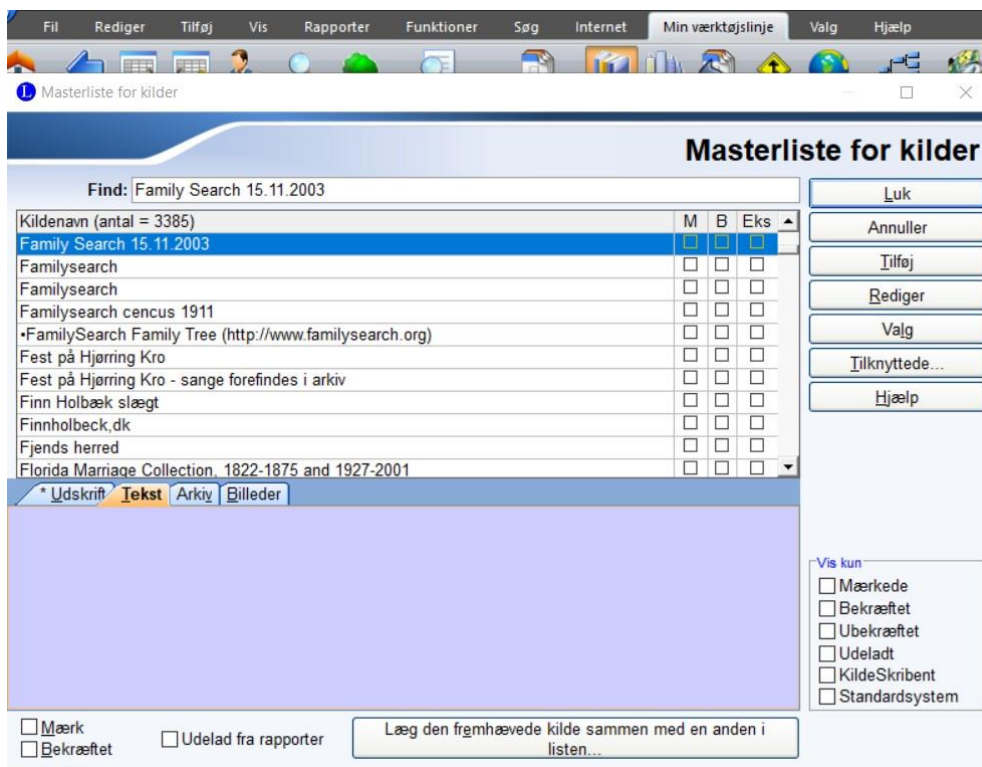 Fil Rediger Tilføj Vis Rapporter Funktioner Søg Internet Min værktøjslinje Valg Hjælp
L Masterliste for kilder
Masterliste for kilder
Find: Family Search 15.11.2003
Luk
Kildenavn (antal = 3385) M B Eks
Annuller
Family Search 15.11.2003
Familysearch
Tilføj
Familysearch
Rediger
Familysearch cencus 1911
•FamilySearch Family Tree (http://www.familysearch.org)
Valg
Fest på Hjørring Kro
Tilknyttede...
Fest på Hjørring Kro - sange forefindes i arkiv
Finn Holbæk slægt
Hjælp
Finnholbeck,dk
Fjends herred
Florida Marriage Collection, 1822-1875 and 1927-2001
* Udskrift Tekst Arkiv Billeder
Vis kun
Mærkede
Bekræftet
Ubekræftet
Udeladt
KildeSkribent
Standardsystem
Mærk
Bekræftet
Udelad fra rapporter
Læg den fremhævede kilde sammen med en anden i
listen...